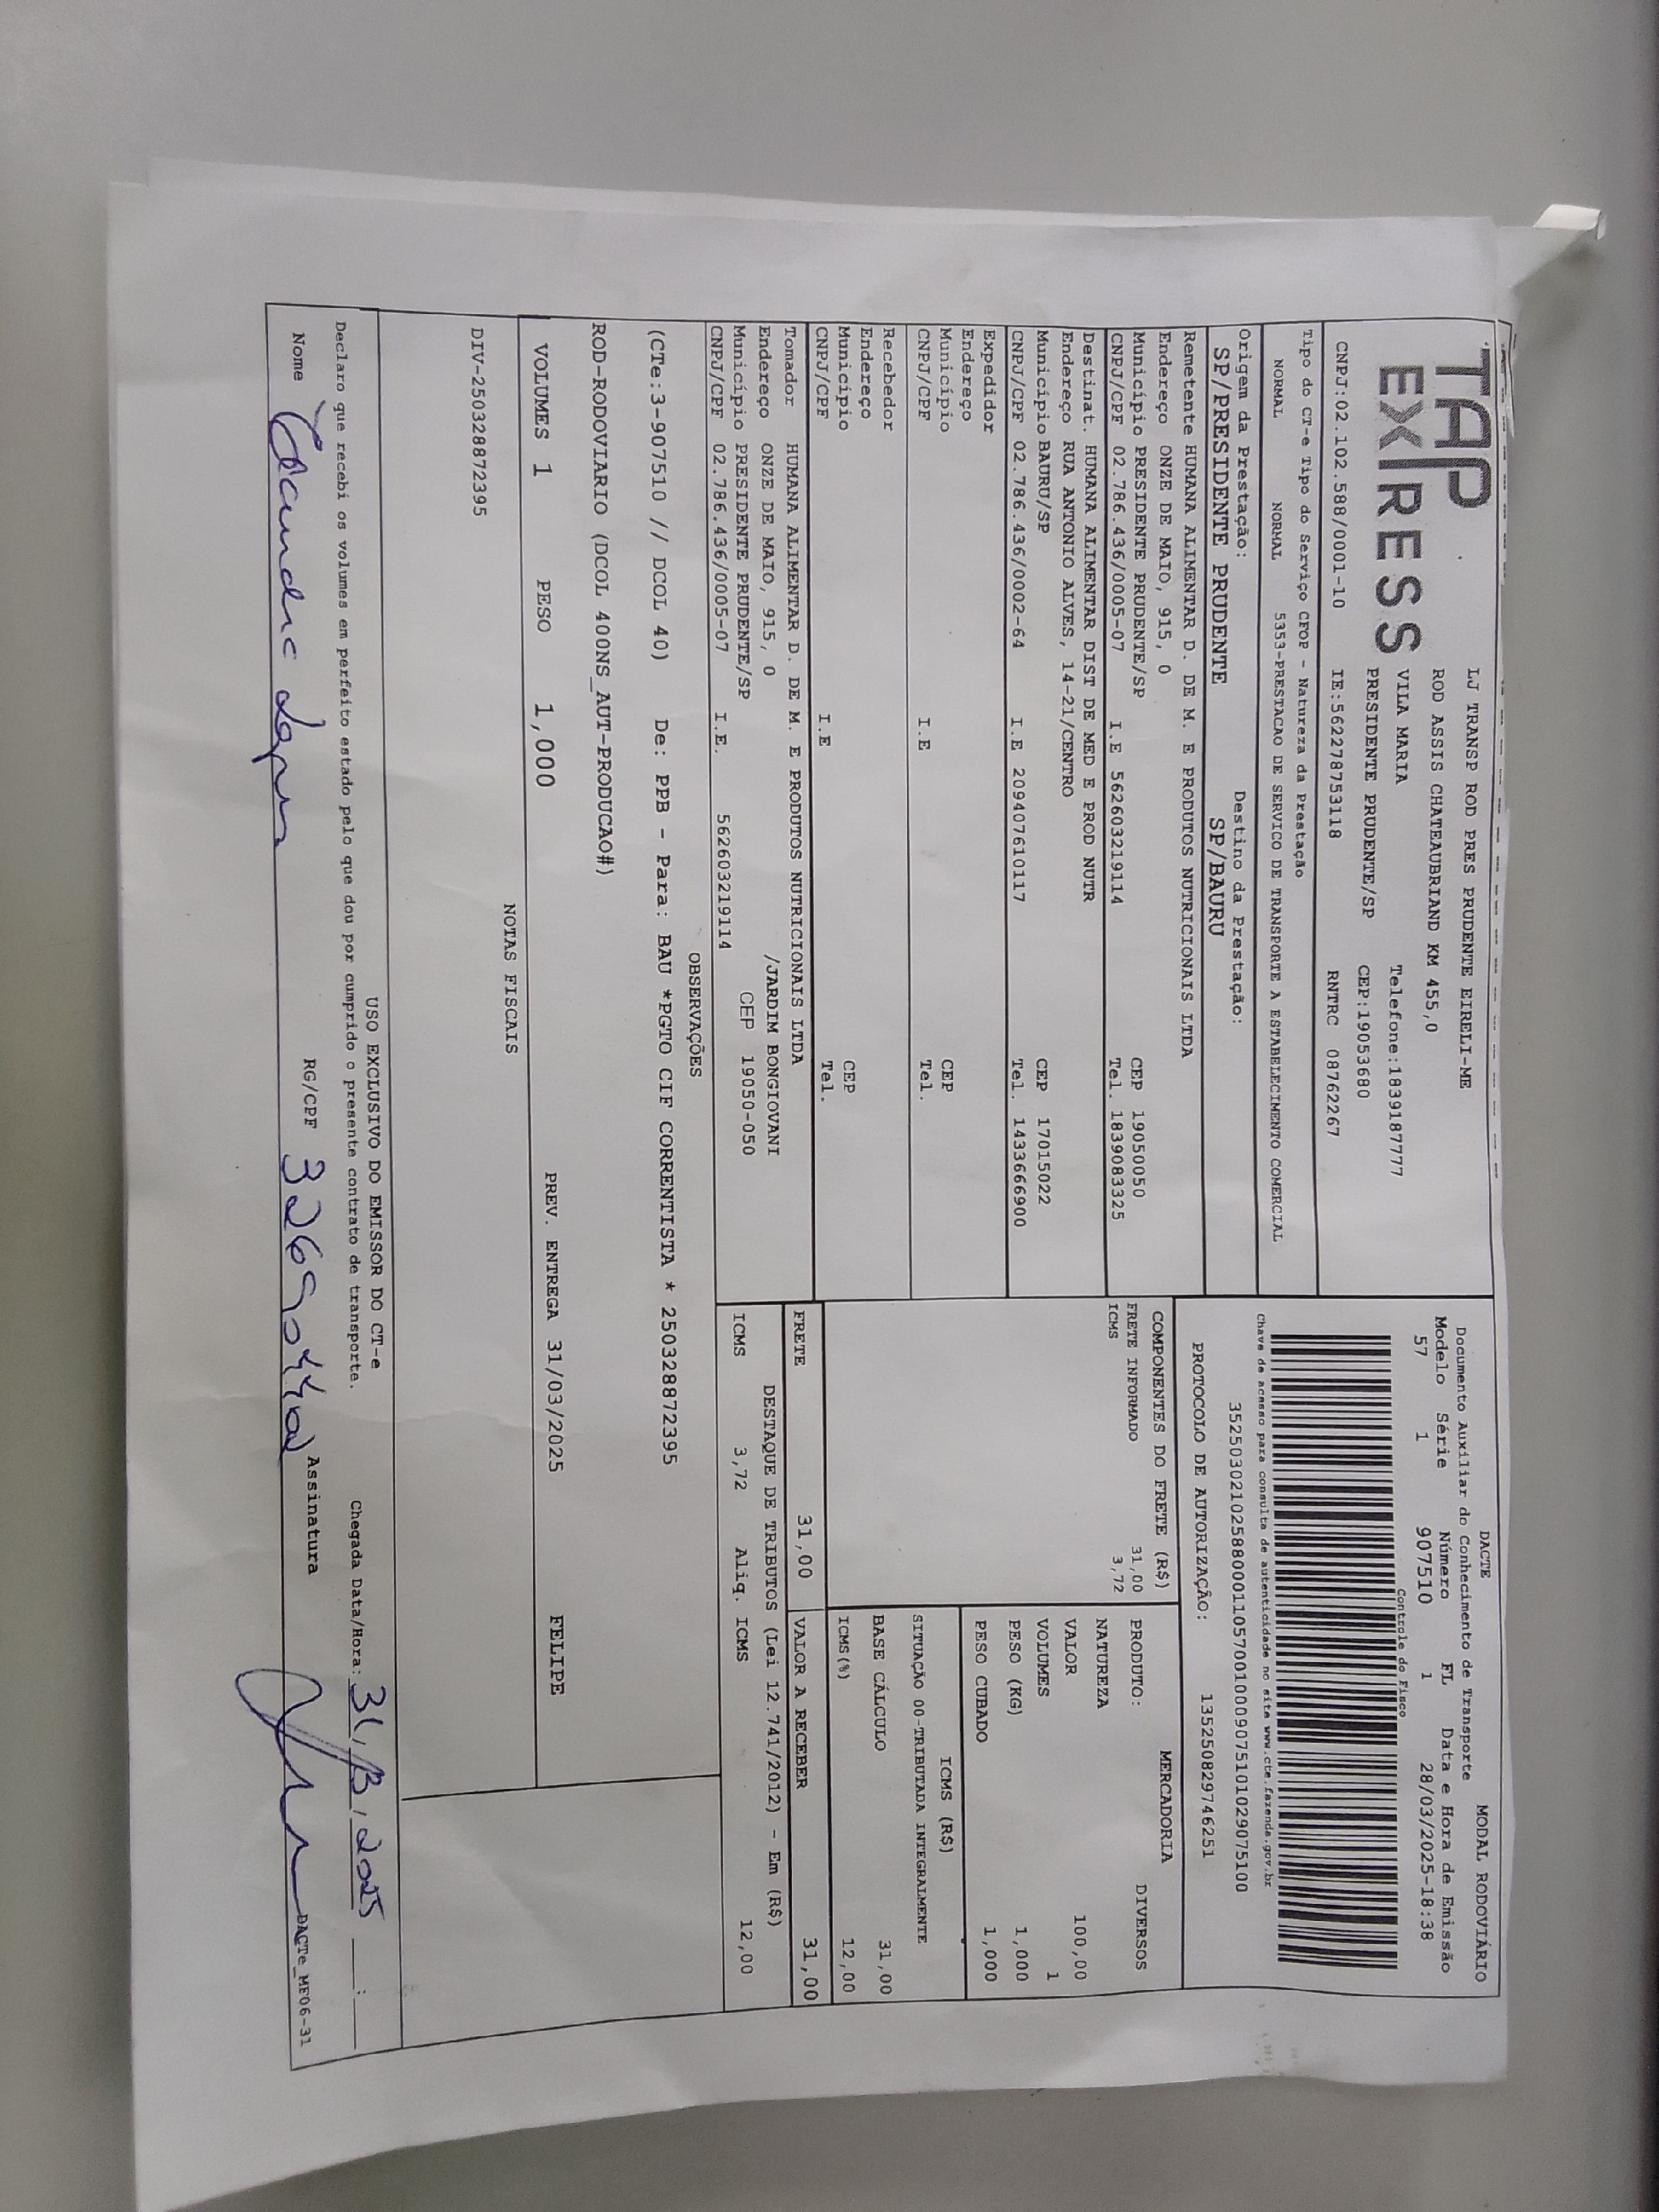 TAP
EXPRESS
LJ TRANSP ROD PRES PRUDENTE EIRELI-ME
ROD ASSIS CHATEAUBRIAND KM 455,0
VILA MARIA Telefone:1839187777
PRESIDENTE PRUDENTE/SP CEP:19053680
CNPJ:02.102.588/0001-10 IE:562278753118 RNTRC 08762267
DACTE MODAL RODOVIÁRIO
Documento Auxiliar do Conhecimento de Transporte
Modelo Série Número FL Data e Hora de Emissão
57 1 907510 1 28/03/2025-18:38
Controle do Fisco
Chave de acesso para consulta de autenticidade no site www.cte.fazenda.gov.br
35250302102588000110570010009075101029075100
PROTOCOLO DE AUTORIZAÇÃO: 135250829746251
Tipo do CT-e Tipo do Serviço CFOP - Natureza da Prestação
NORMAL NORMAL 5353-PRESTACAO DE SERVICO DE TRANSPORTE A ESTABELECIMENTO COMERCIAL
Origem da Prestação: Destino da Prestação:
SP/PRESIDENTE PRUDENTE SP/BAURU
Remetente HUMANA ALIMENTAR D. DE M. E PRODUTOS NUTRICIONAIS LTDA
Endereço ONZE DE MAIO, 915, 0
Município PRESIDENTE PRUDENTE/SP CEP 19050050
CNPJ/CPF 02.786.436/0005-07 I.E 562603219114 Tel. 1839083325
Destinat. HUMANA ALIMENTAR DIST DE MED E PROD NUTR
Endereço RUA ANTONIO ALVES, 14-21/CENTRO
Município BAURU/SP CEP 17015022
CNPJ/CPF 02.786.436/0002-64 I.E 209407610117 Tel. 1433666900
Expedidor
Endereço
Município CEP
CNPJ/CPF I.E Tel.
Recebedor
Endereço
Município CEP
CNPJ/CPF I.E Tel.
Tomador HUMANA ALIMENTAR D. DE M. E PRODUTOS NUTRICIONAIS LTDA
Endereço ONZE DE MAIO, 915, 0 /JARDIM BONGIOVANI
Município PRESIDENTE PRUDENTE/SP CEP 19050-050
CNPJ/CPF 02.786.436/0005-07 I.E. 562603219114
COMPONENTES DO FRETE (R$)
FRETE INFORMADO 31,00
ICMS 3,72
MERCADORIA
PRODUTO: DIVERSOS
NATUREZA
VALOR 100,00
VOLUMES 1
PESO (KG) 1,000
PESO CUBADO 1,000
ICMS (R$)
SITUAÇÃO 00-TRIBUTADA INTEGRALMENTE
BASE CÁLCULO 31,00
ICMS(%) 12,00
FRETE 31,00 VALOR A RECEBER 31,00
DESTAQUE DE TRIBUTOS (Lei 12.741/2012) - Em (R$)
ICMS 3,72 Aliq. ICMS 12,00
OBSERVAÇÕES
(CTe:3-907510 // DCOL 40) De: PPB - Para: BAU *PGTO CIF CORRENTISTA * 250328872395
ROD-RODOVIARIO (DCOL 400NS_AUT-PRODUCAO#)
VOLUMES 1 PESO 1,000 PREV. ENTREGA 31/03/2025 FELIPE
NOTAS FISCAIS
DIV-250328872395
USO EXCLUSIVO DO EMISSOR DO CT-e
Declaro que recebi os volumes em perfeito estado pelo que dou por cumprido o presente contrato de transporte. Chegada Data/Hora: 31/3/2025 __:__
Nome RG/CPF Assinatura
DACTe_MF06-31